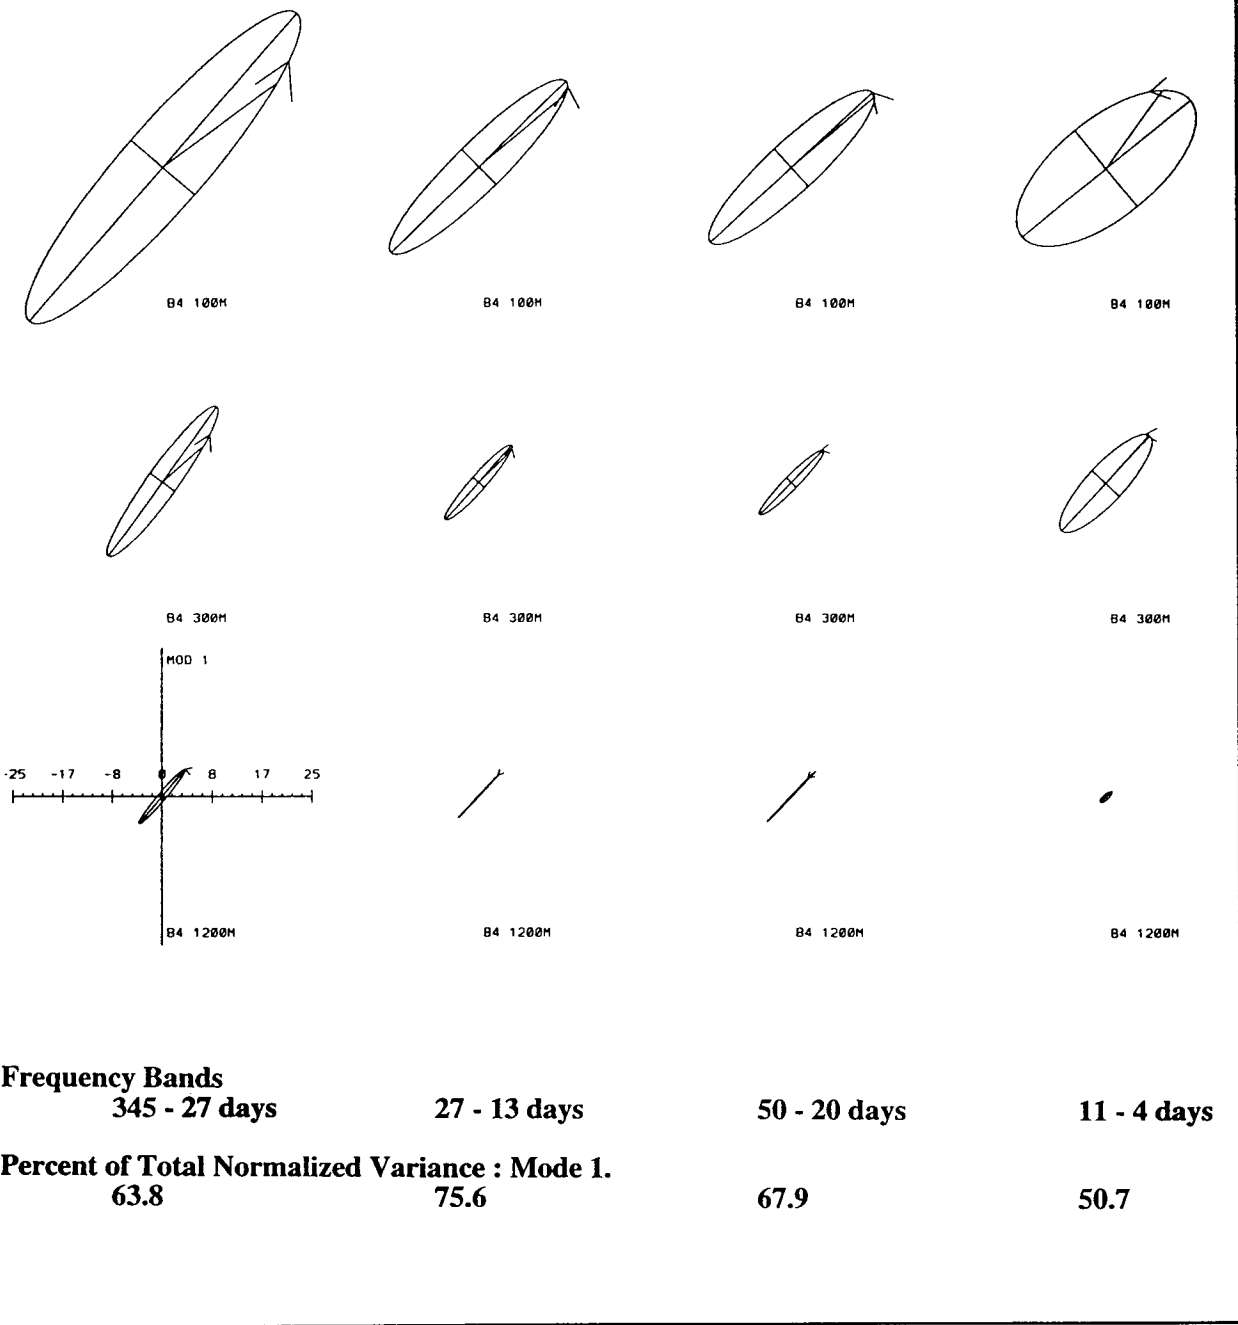 B4 100M B4 100M B4 100M B4 100M
B4 300M B4 300M B4 300M B4 300M
MOD 1
-25 -17 -8 0 8 17 25
B4 1200M B4 1200M B4 1200M B4 1200M
Frequency Bands
345 - 27 days 27 - 13 days 50 - 20 days 11 - 4 days
Percent of Total Normalized Variance : Mode 1.
63.8 75.6 67.9 50.7